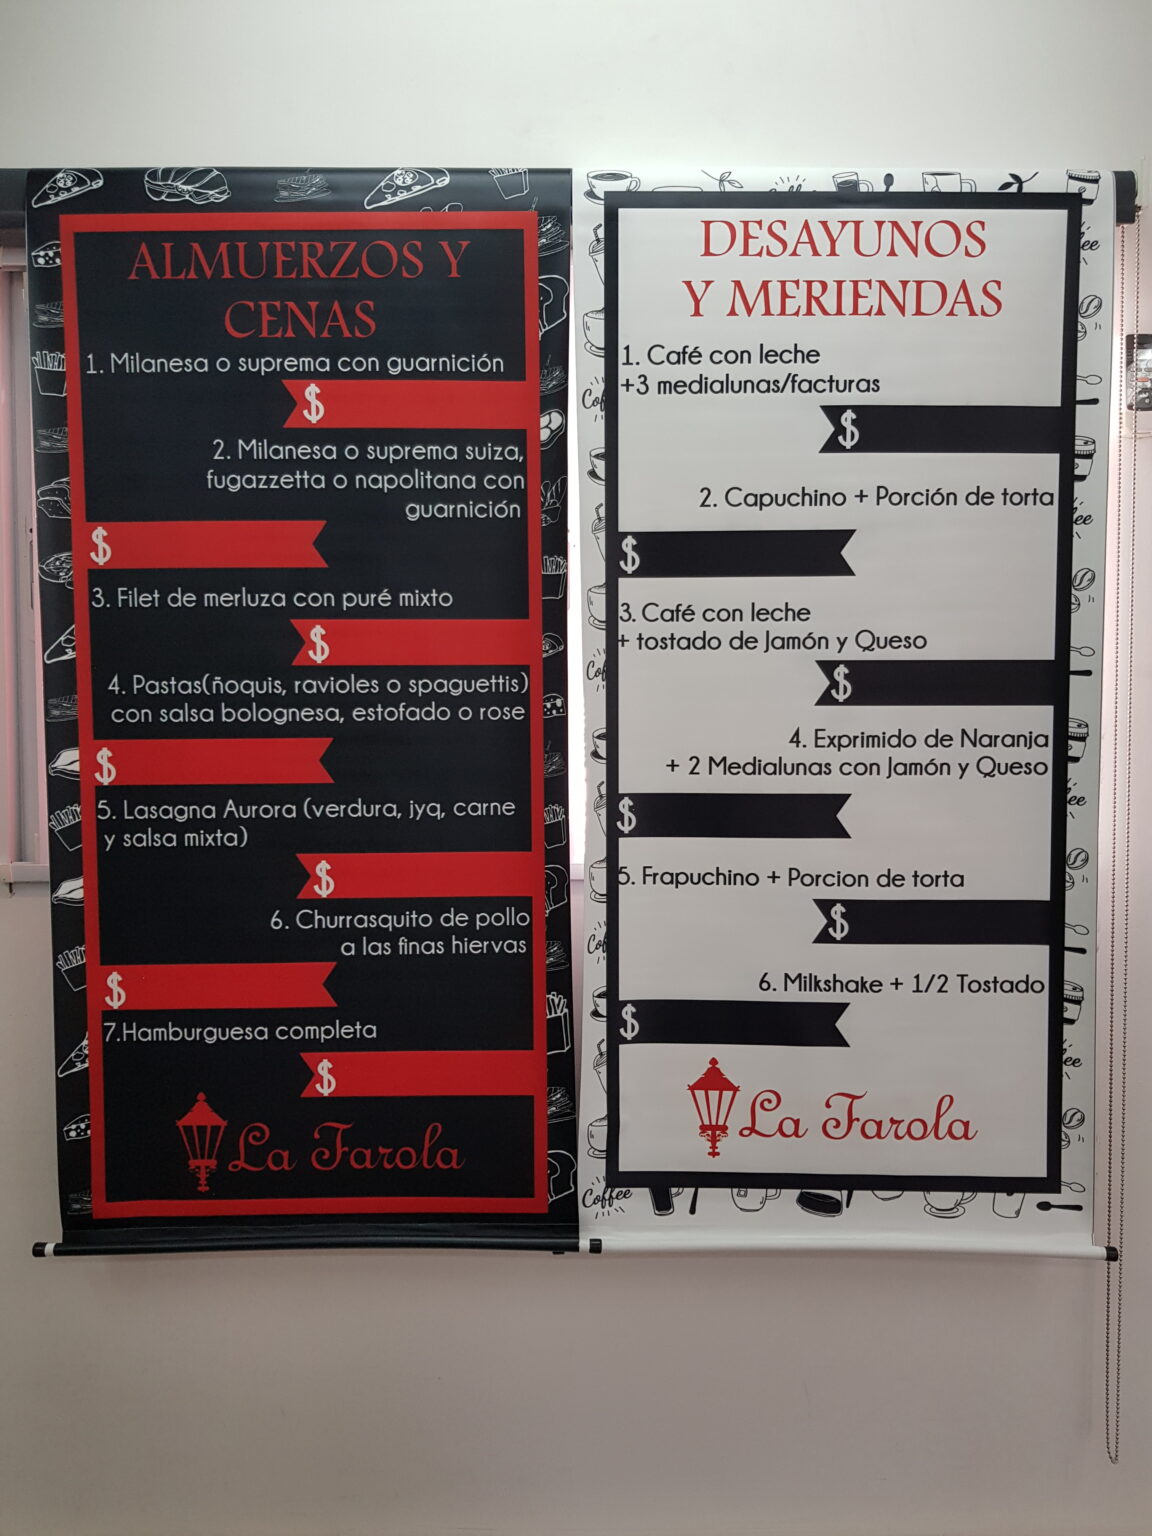 ALMUERZOS Y
CENAS
1. Milanesa o suprema con guarnición
$
2. Milanesa o suprema suiza,
fugazzetta o napolitana con
guarnición
$
3. Filet de merluza con puré mixto
$
4. Pastas(ñoquis, ravioles o spaguettis)
con salsa bolognesa, estofado o rose
$
5. Lasagna Aurora (verdura, jyq, carne
y salsa mixta)
$
6. Churrasquito de pollo
a las finas hiervas
$
7.Hamburguesa completa
$
La Farola
DESAYUNOS
Y MERIENDAS
1. Café con leche
+3 medialunas/facturas
$
2. Capuchino + Porción de torta
$
3. Café con leche
+ tostado de Jamón y Queso
$
4. Exprimido de Naranja
+ 2 Medialunas con Jamón y Queso
$
5. Frapuchino + Porcion de torta
$
6. Milkshake + 1/2 Tostado
$
La Farola
Coffee